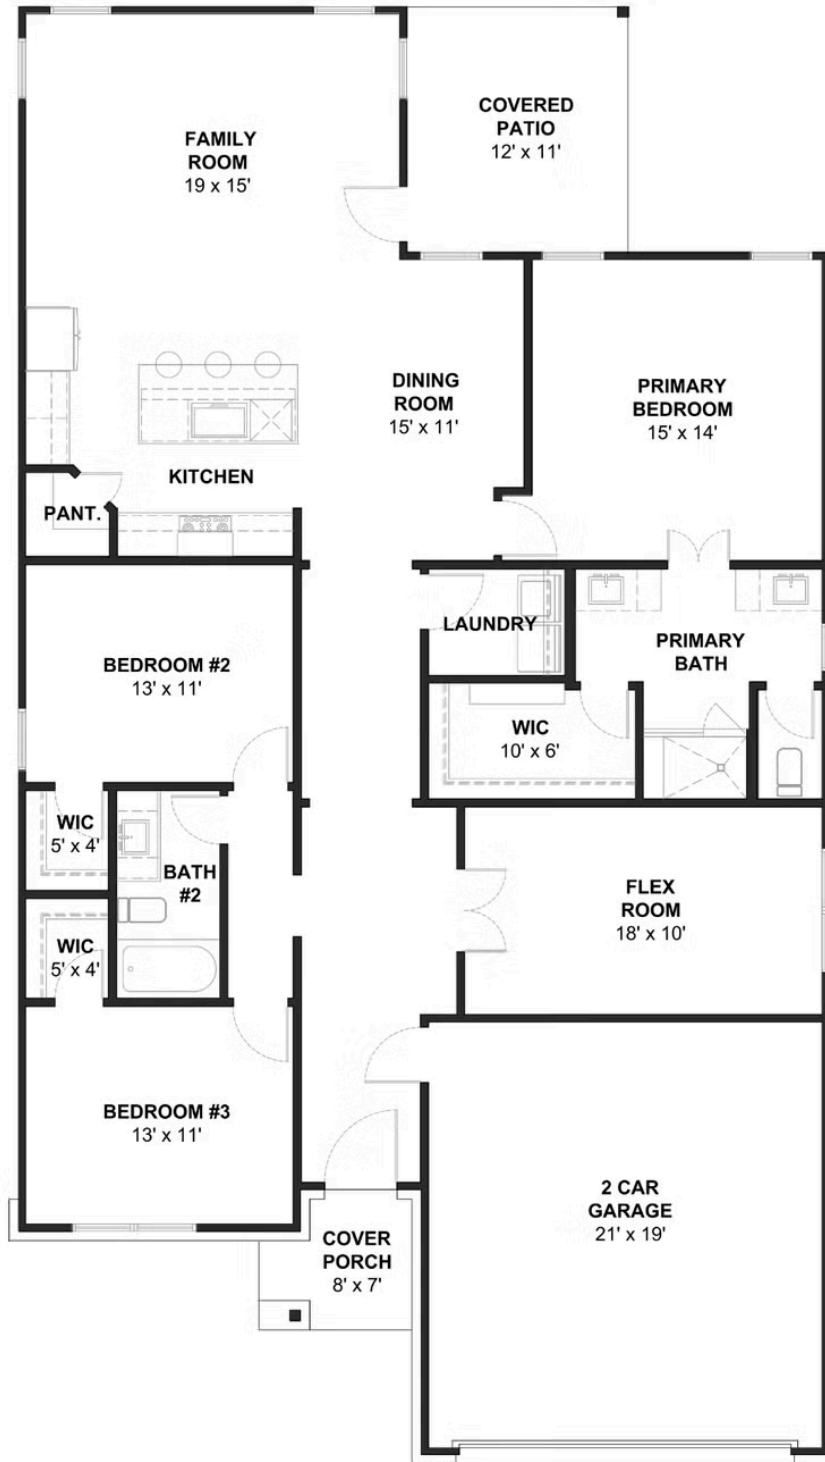 FAMILY
ROOM
19 x 15'
COVERED
PATIO
12' x 11'
DINING
ROOM
15' x 11'
PRIMARY
BEDROOM
15' x 14'
KITCHEN
PANT.
LAUNDRY
PRIMARY
BATH
BEDROOM #2
13' x 11'
WIC
10' x 6'
WIC
5' x 4'
BATH
#2
FLEX
ROOM
18' x 10'
WIC
5' x 4'
BEDROOM #3
13' x 11'
2 CAR
GARAGE
21' x 19'
COVER
PORCH
8' x 7'